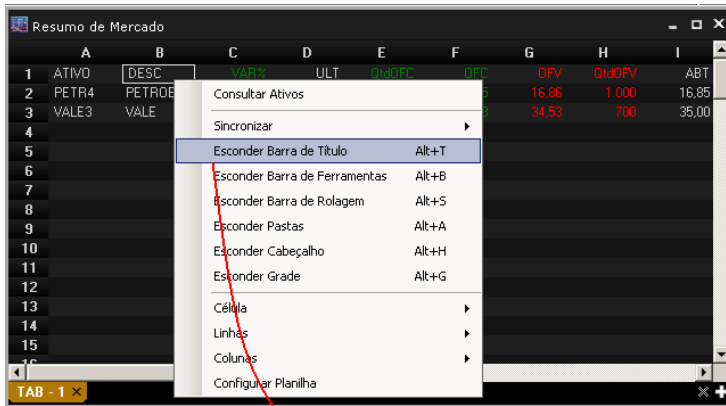 Resumo de Mercado
A B C D E F G H I
1 ATIVO DESC VAR% ULT QtdOFC OFC OFV QtdOFV ABT
2 PETR4 PETROB 16,86 1.000 16,85
3 VALE3 VALE 34,53 700 35,00
4
5
6
7
8
9
10
11
12
13
14
15
16
Consultar Ativos
Sincronizar
Esconder Barra de Título Alt+T
Esconder Barra de Ferramentas Alt+B
Esconder Barra de Rolagem Alt+S
Esconder Pastas Alt+A
Esconder Cabeçalho Alt+H
Esconder Grade Alt+G
Célula
Linhas
Colunas
Configurar Planilha
TAB - 1